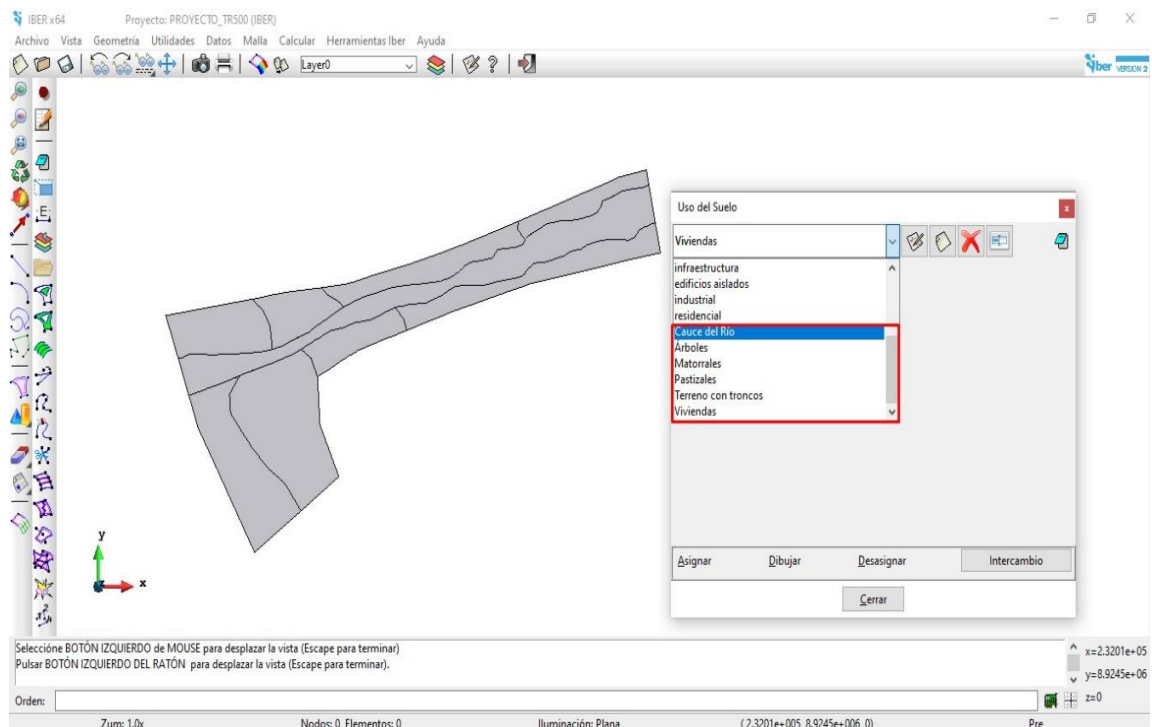 IBER x64 Proyecto: PROYECTO_TR500 (IBER)
Archivo Vista Geometría Utilidades Datos Malla Calcular Herramientas Iber Ayuda
Layer0
Iber VERSION 2
E
Uso del Suelo
x
Viviendas
infraestructura
edificios aislados
industrial
residencial
Cauce del Río
Árboles
Matorrales
Pastizales
Terreno con troncos
Viviendas
Asignar Dibujar Desasignar Intercambio
Cerrar
y
z x
Seleccióne BOTÓN IZQUIERDO de MOUSE para desplazar la vista (Escape para terminar)
Pulsar BOTÓN IZQUIERDO DEL RATÓN para desplazar la vista (Escape para terminar).
x=2.3201e+05
y=8.9245e+06
z=0
Orden:
Zum: 1.0x Nodos: 0, Elementos: 0 Iluminación: Plana ( 2.3201e+005, 8.9245e+006, 0) Pre